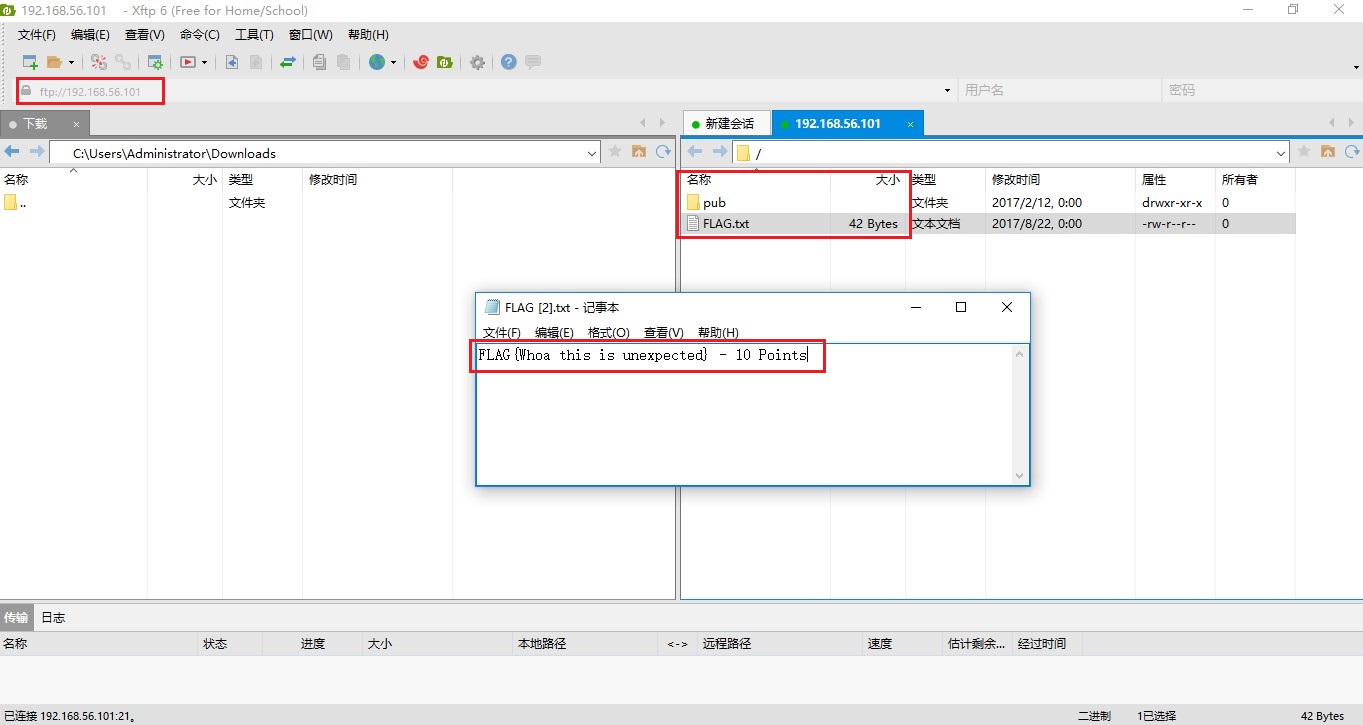 192.168.56.101 - Xftp 6 (Free for Home/School)
文件(F) 编辑(E) 查看(V) 命令(C) 工具(T) 窗口(W) 帮助(H)
ftp://192.168.56.101 用户名 密码
下载 × 新建会话 192.168.56.101 ×
C:\Users\Administrator\Downloads /
名称 大小 类型 修改时间 名称 大小 类型 修改时间 属性 所有者
.. 文件夹 pub 文件夹 2017/2/12, 0:00 drwxr-xr-x 0
FLAG.txt 42 Bytes 文本文档 2017/8/22, 0:00 -rw-r--r-- 0
FLAG [2].txt - 记事本
文件(F) 编辑(E) 格式(O) 查看(V) 帮助(H)
FLAG{Whoa this is unexpected} - 10 Points
传输 日志
名称 状态 进度 大小 本地路径 <-> 远程路径 速度 估计剩余... 经过时间
已连接 192.168.56.101:21。 二进制 1已选择 42 Bytes